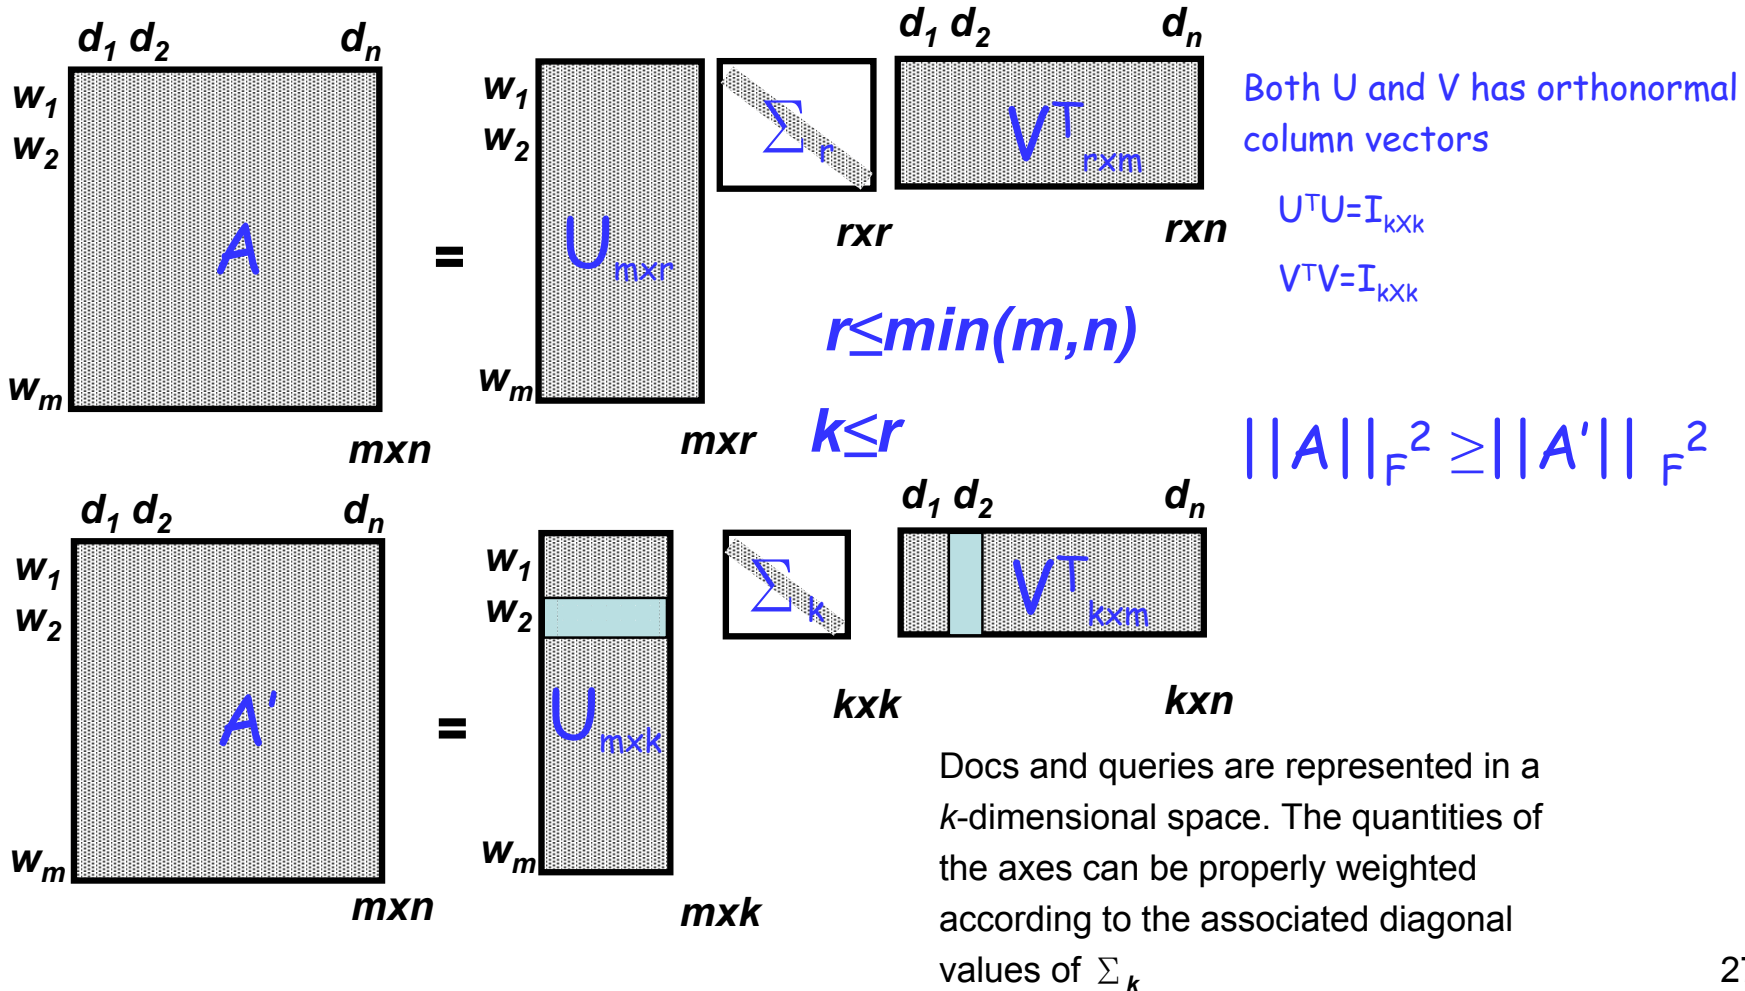 d1 d2 dn
w1
w2
wm
A
mxn
=
w1
w2
wm
Umxr
mxr
Σr
rxr
d1 d2 dn
VTrxm
rxn
Both U and V has orthonormal
column vectors
UTU=IkXk
VTV=IkXk
r≤min(m,n)
k≤r
||A||F2 ≥||A'|| F2
d1 d2 dn
w1
w2
wm
A'
mxn
=
w1
w2
wm
Umxk
mxk
Σk
kxk
d1 d2 dn
VTkxm
kxn
Docs and queries are represented in a
k-dimensional space. The quantities of
the axes can be properly weighted
according to the associated diagonal
values of Σk